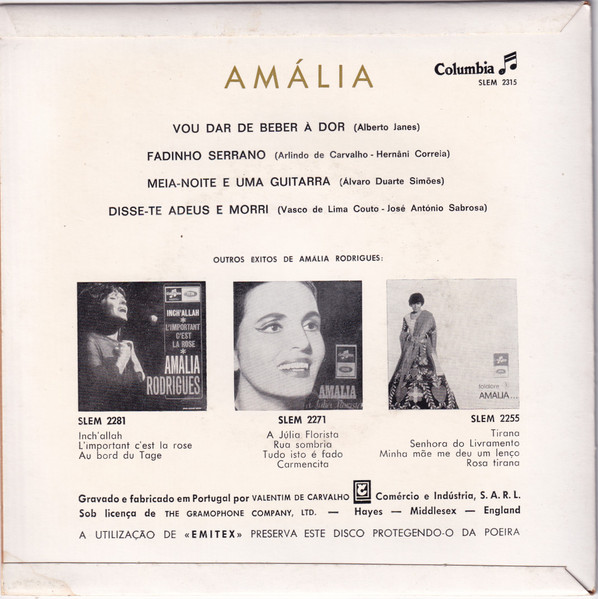 AMÁLIA
Columbia
SLEM 2315
VOU DAR DE BEBER À DOR (Alberto Janes)
FADINHO SERRANO (Arlindo de Carvalho - Hernâni Correia)
MEIA-NOITE E UMA GUITARRA (Álvaro Duarte Simões)
DISSE-TE ADEUS E MORRI (Vasco de Lima Couto - José António Sabrosa)
OUTROS EXITOS DE AMÁLIA RODRIGUES:
INCH'ALLAH
L'IMPORTANT
C'EST
LA ROSE
AMALIA
RODRIGUES
AMALIA
folclore
AMALIA...
SLEM 2281
Inch'allah
L'important c'est la rose
Au bord du Tage
SLEM 2271
A Júlia Florista
Rua sombria
Tudo isto é fado
Carmencita
SLEM 2255
Tirana
Senhora do Livramento
Minha mãe me deu um lenço
Rosa tirana
Gravado e fabricado em Portugal por VALENTIM DE CARVALHO Comércio e Indústria, S. A. R. L.
Sob licença de THE GRAMOPHONE COMPANY, LTD. — Hayes — Middlesex — England
A UTILIZAÇÃO DE «EMITEX» PRESERVA ESTE DISCO PROTEGENDO-O DA POEIRA